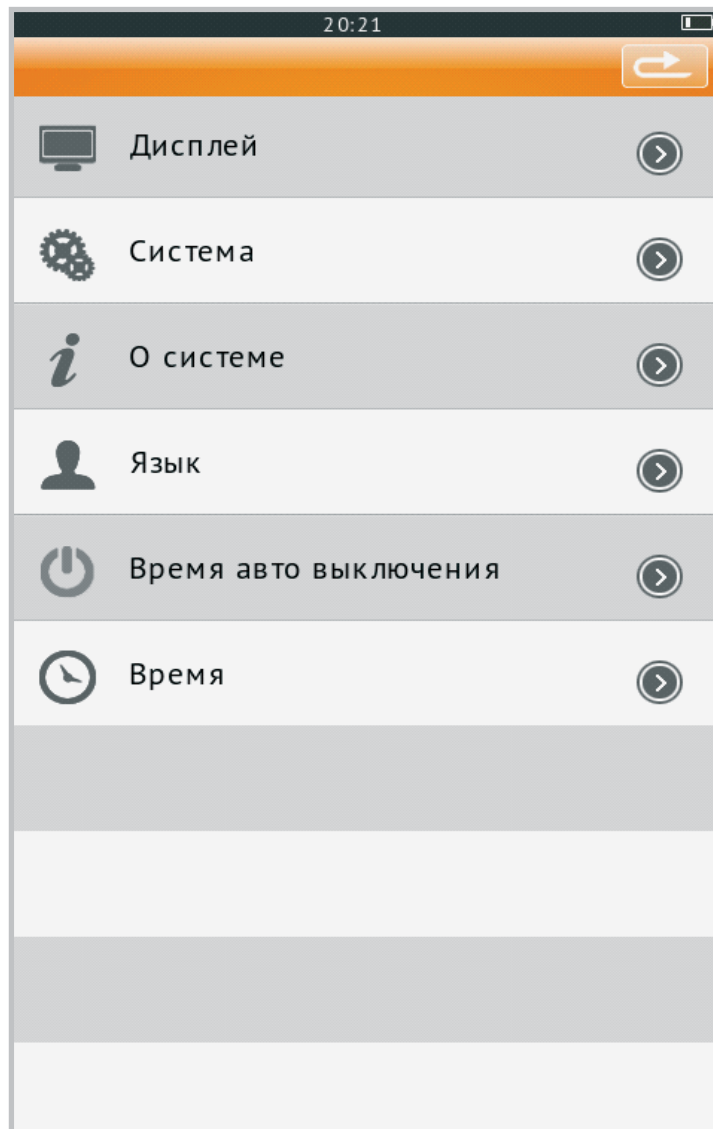 20:21
Дисплей
Система
О системе
Язык
Время авто выключения
Время